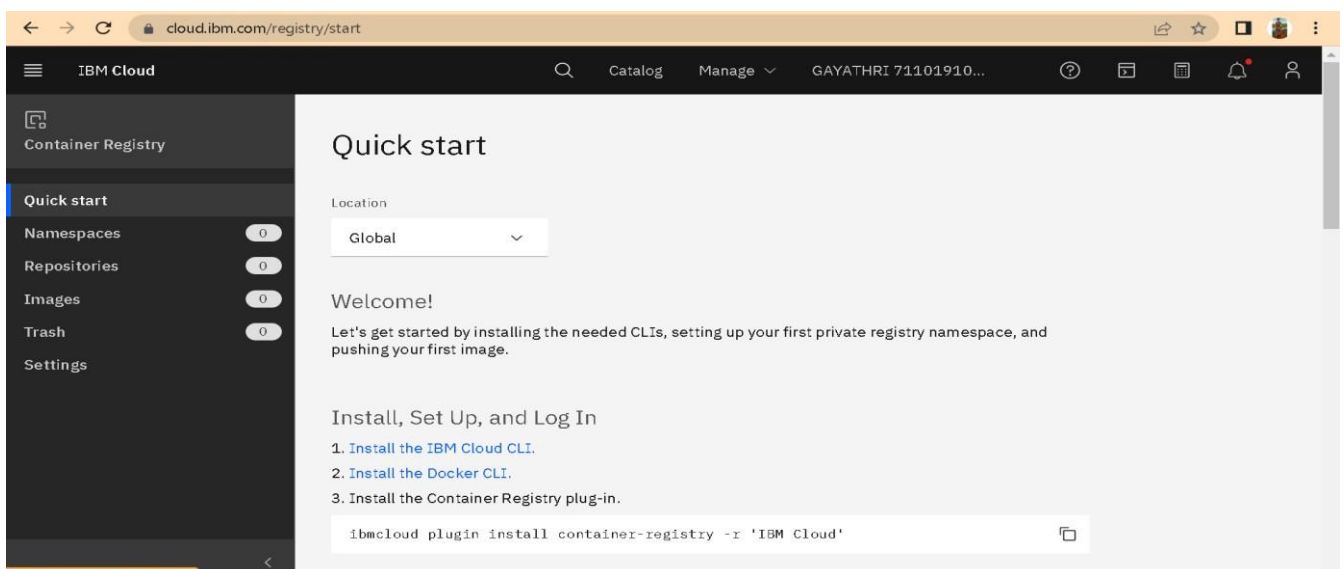 cloud.ibm.com/registry/start
IBM Cloud
Catalog
Manage
GAYATHRI 71101910...
Container Registry
Quick start
Namespaces 0
Repositories 0
Images 0
Trash 0
Settings
Quick start
Location
Global
Welcome!
Let's get started by installing the needed CLIs, setting up your first private registry namespace, and
pushing your first image.
Install, Set Up, and Log In
1. Install the IBM Cloud CLI.
2. Install the Docker CLI.
3. Install the Container Registry plug-in.
ibmcloud plugin install container-registry -r 'IBM Cloud'